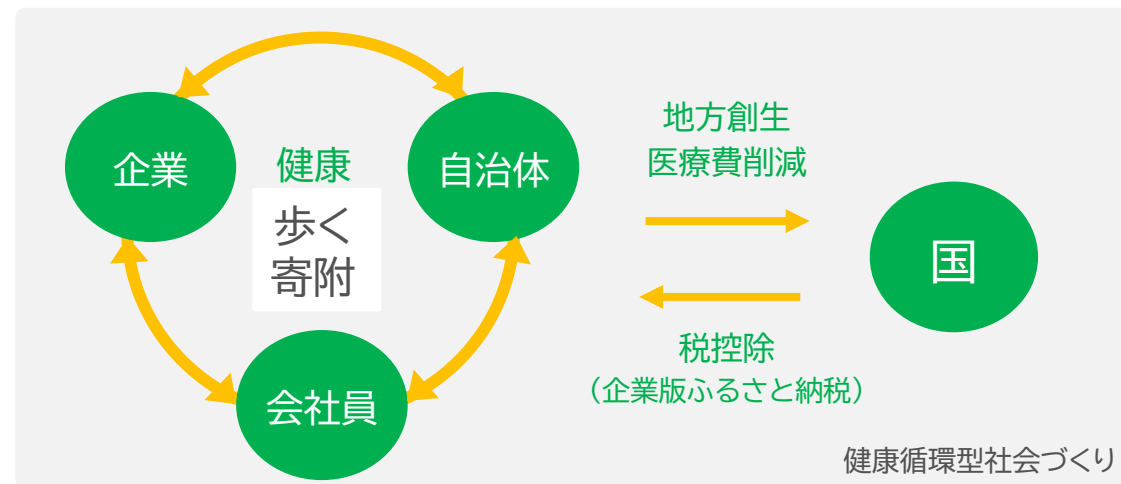 企業
健康
自治体
歩く
寄附
会社員
地方創生
医療費削減
国
税控除
(企業版ふるさと納税)
健康循環型社会づくり